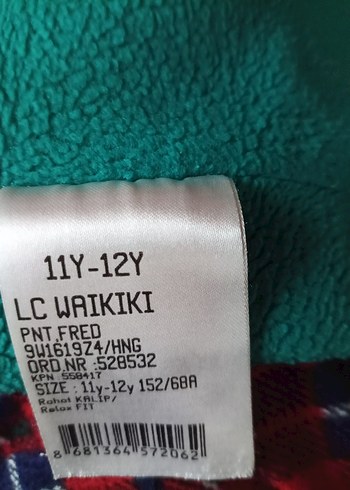 11Y-12Y
LC WAIKIKI
PNT.FRED
9W1619Z4/HNG
ORD.NR :528532
KPN 558417
SIZE : 11y-12y 152/68A
Rahat KALIP/
Relax FIT
8 681364 572062